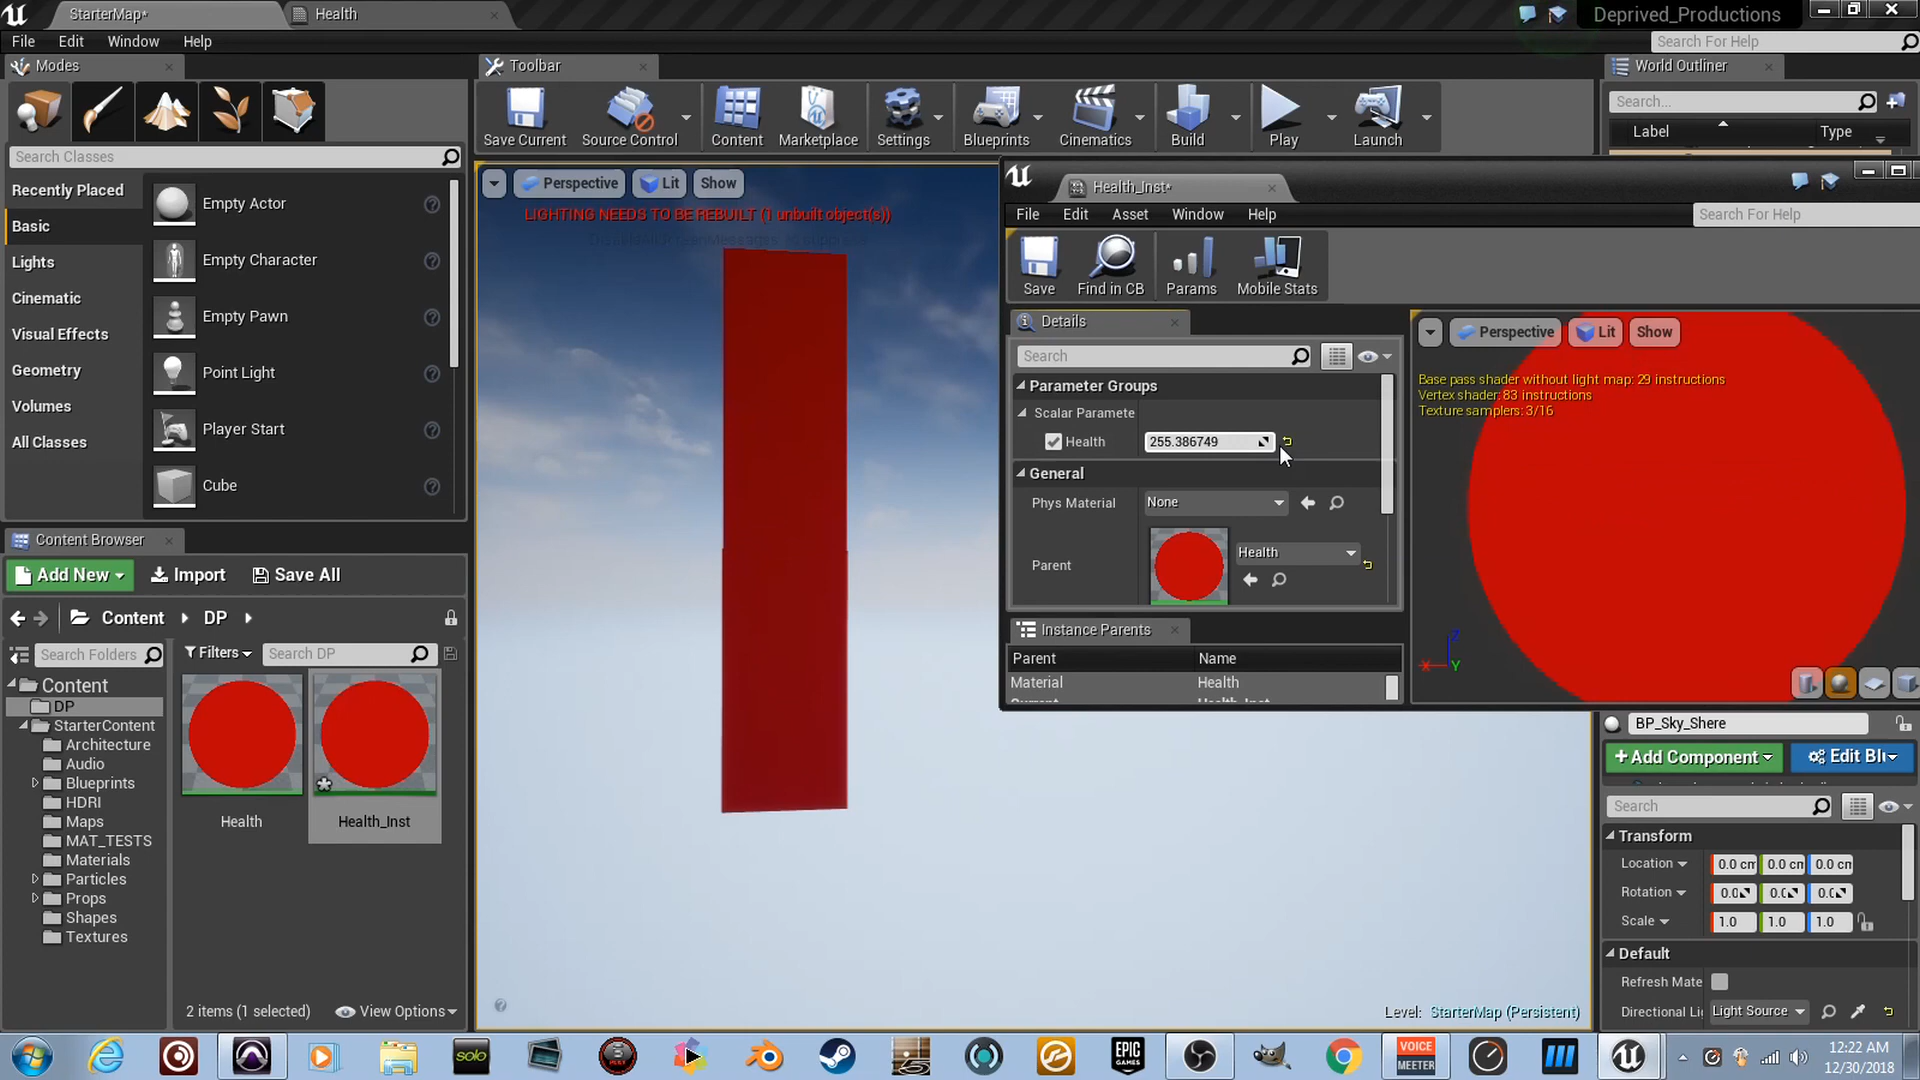 StarterMap*
Health
Deprived_Productions
File
Edit
Window
Help
Search For Help
Modes
Toolbar
World Outliner
Save Current
Source Control
Content
Marketplace
Settings
Blueprints
Cinematics
Build
Play
Launch
Search...
Label
Type
Search Classes
Recently Placed
Basic
Lights
Cinematic
Visual Effects
Geometry
Volumes
All Classes
Empty Actor
Empty Character
Empty Pawn
Point Light
Player Start
Cube
Perspective
Lit
Show
LIGHTING NEEDS TO BE REBUILT (1 unbuilt object(s))
Health_Inst*
File
Edit
Asset
Window
Help
Search For Help
Save
Find in CB
Params
Mobile Stats
Details
Search
Parameter Groups
Scalar Paramete
Health
255.386749
General
Phys Material
None
Parent
Health
Instance Parents
Parent
Name
Material
Health
Perspective
Lit
Show
Base pass shader without light map: 29 instructions
Vertex shader: 83 instructions
Texture samplers: 3/16
Z
X
Y
Content Browser
Add New
Import
Save All
Content
DP
Search Folders
Filters
Search DP
Content
DP
StarterContent
Architecture
Audio
Blueprints
HDRI
Maps
MAT_TESTS
Materials
Particles
Props
Shapes
Textures
Health
Health_Inst
2 items (1 selected)
View Options
Level: StarterMap (Persistent)
BP_Sky_Shere
+Add Component
Edit Blu
Search
Transform
Location
0.0 cm
0.0 cm
0.0 cm
Rotation
0.0
0.0
0.0
Scale
1.0
1.0
1.0
Default
Refresh Mate
Directional Lig
Light Source
solo
EPIC GAMES
VOICE
MEETER
12:22 AM
12/30/2018